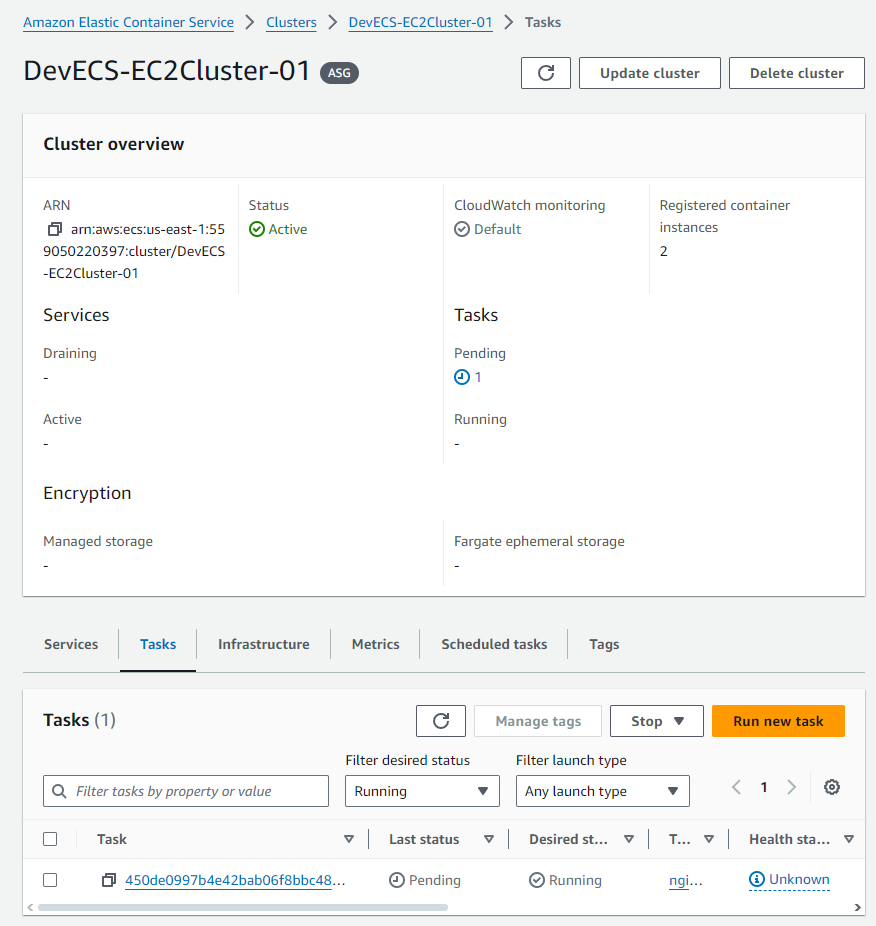 Amazon Elastic Container Service > Clusters > DevECS-EC2Cluster-01 > Tasks
DevECS-EC2Cluster-01 ASG
Update cluster
Delete cluster
Cluster overview
ARN
arn:aws:ecs:us-east-1:55
9050220397:cluster/DevECS
-EC2Cluster-01
Status
Active
CloudWatch monitoring
Default
Registered container
instances
2
Services
Draining
-
Active
-
Tasks
Pending
1
Running
-
Encryption
Managed storage
-
Fargate ephemeral storage
-
Services Tasks Infrastructure Metrics Scheduled tasks Tags
Tasks (1)
Manage tags
Stop
Run new task
Filter tasks by property or value
Filter desired status
Running
Filter launch type
Any launch type
1
Task Last status Desired st... T... Health sta...
450de0997b4e42bab06f8bbc48... Pending Running ngi... Unknown